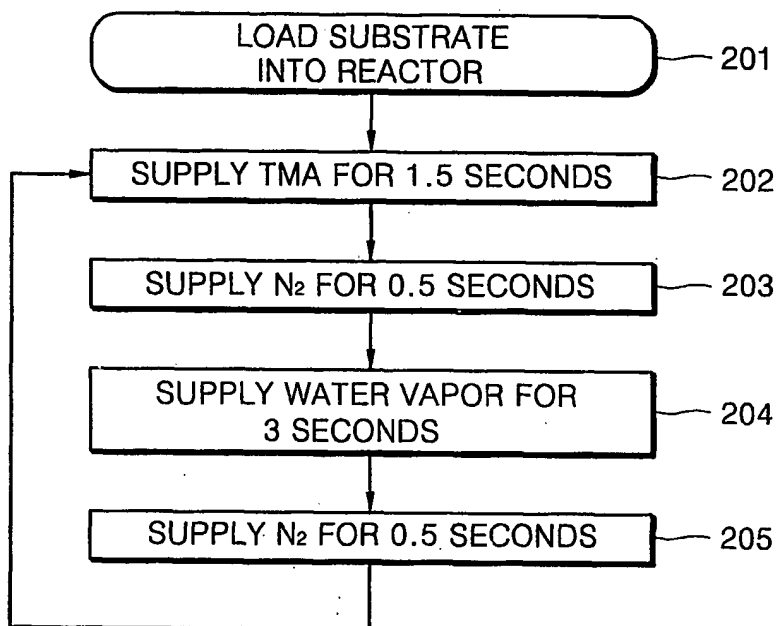 LOAD SUBSTRATE
INTO REACTOR
201
SUPPLY TMA FOR 1.5 SECONDS
202
SUPPLY N₂ FOR 0.5 SECONDS
203
SUPPLY WATER VAPOR FOR
3 SECONDS
204
SUPPLY N₂ FOR 0.5 SECONDS
205